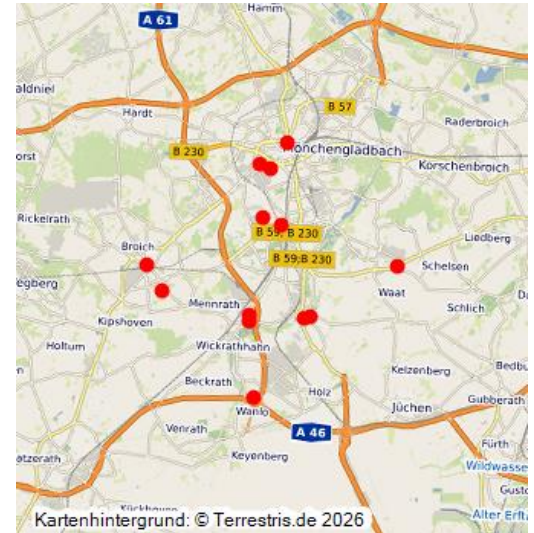 Hamm
A 61
aldniel
Hardt
B 57
Raderbroich
orst
B 230
Mönchengladbach
Korschenbroich
Rickelrath
Broich
B 59; B 230
Liedberg
B 59;B 230
Schelsen
egberg
Mennrath
Waat
Schlich
Kipshoven
Holtum
Wickrathhahn
Beckrath
Holz
Kelzenberg
Bedbu
Wanlo
Jüchen
Gubberath
Venrath
A 46
Fürth
atzerath
Keyenberg
Wildwasse
Gust
Alter Erft
Kartenhintergrund: © Terrestris.de 2026